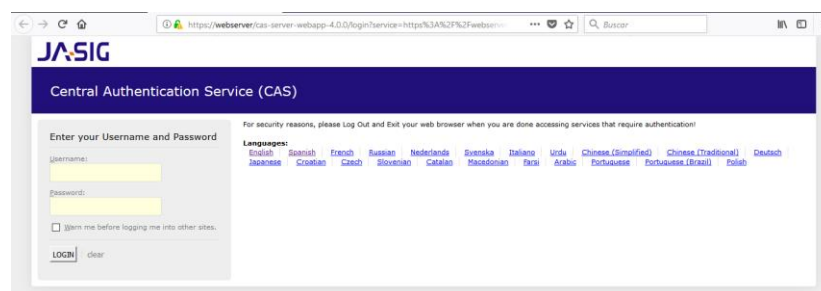 https://webserver/cas-server-webapp-4.0.0/login?service=https%3A%2F%2Fwebserver
Buscar
JA-SIG
Central Authentication Service (CAS)
For security reasons, please Log Out and Exit your web browser when you are done accessing services that require authentication!
Enter your Username and Password
Languages:
English Spanish French Russian Nederlands Svenska Italiano Urdu Chinese (Simplified) Chinese (Traditional) Deutsch
Japanese Croatian Czech Slovenian Catalan Macedonian Farsi Arabic Portuguese Portuguese (Brazil) Polish
Username:
Password:
Warn me before logging me into other sites.
LOGIN clear